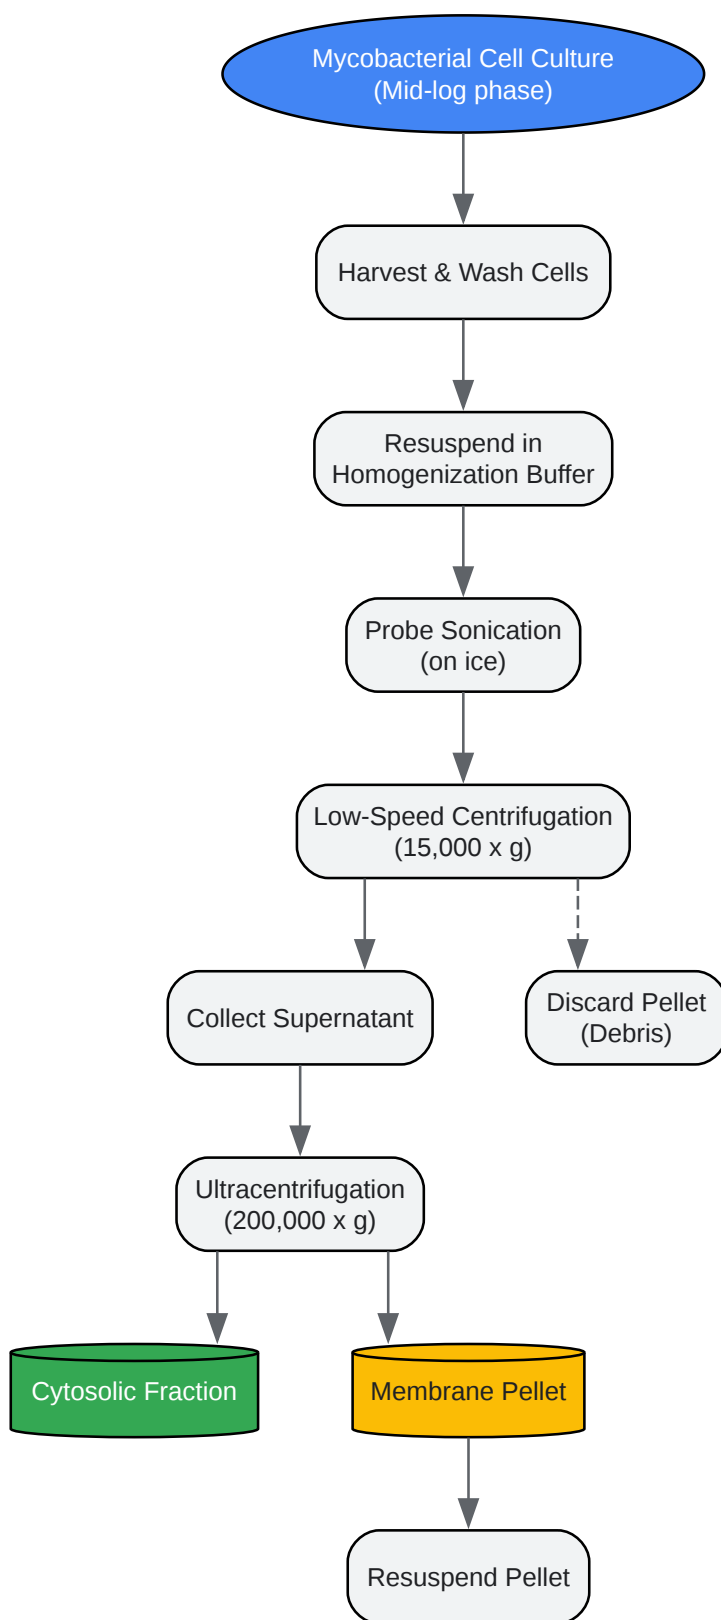 Mycobacterial Cell Culture
(Mid-log phase)
Harvest & Wash Cells
Resuspend in
Homogenization Buffer
Probe Sonication
(on ice)
Low-Speed Centrifugation
(15,000 x g)
Collect Supernatant
Discard Pellet
(Debris)
Ultracentrifugation
(200,000 x g)
Cytosolic Fraction
Membrane Pellet
Resuspend Pellet